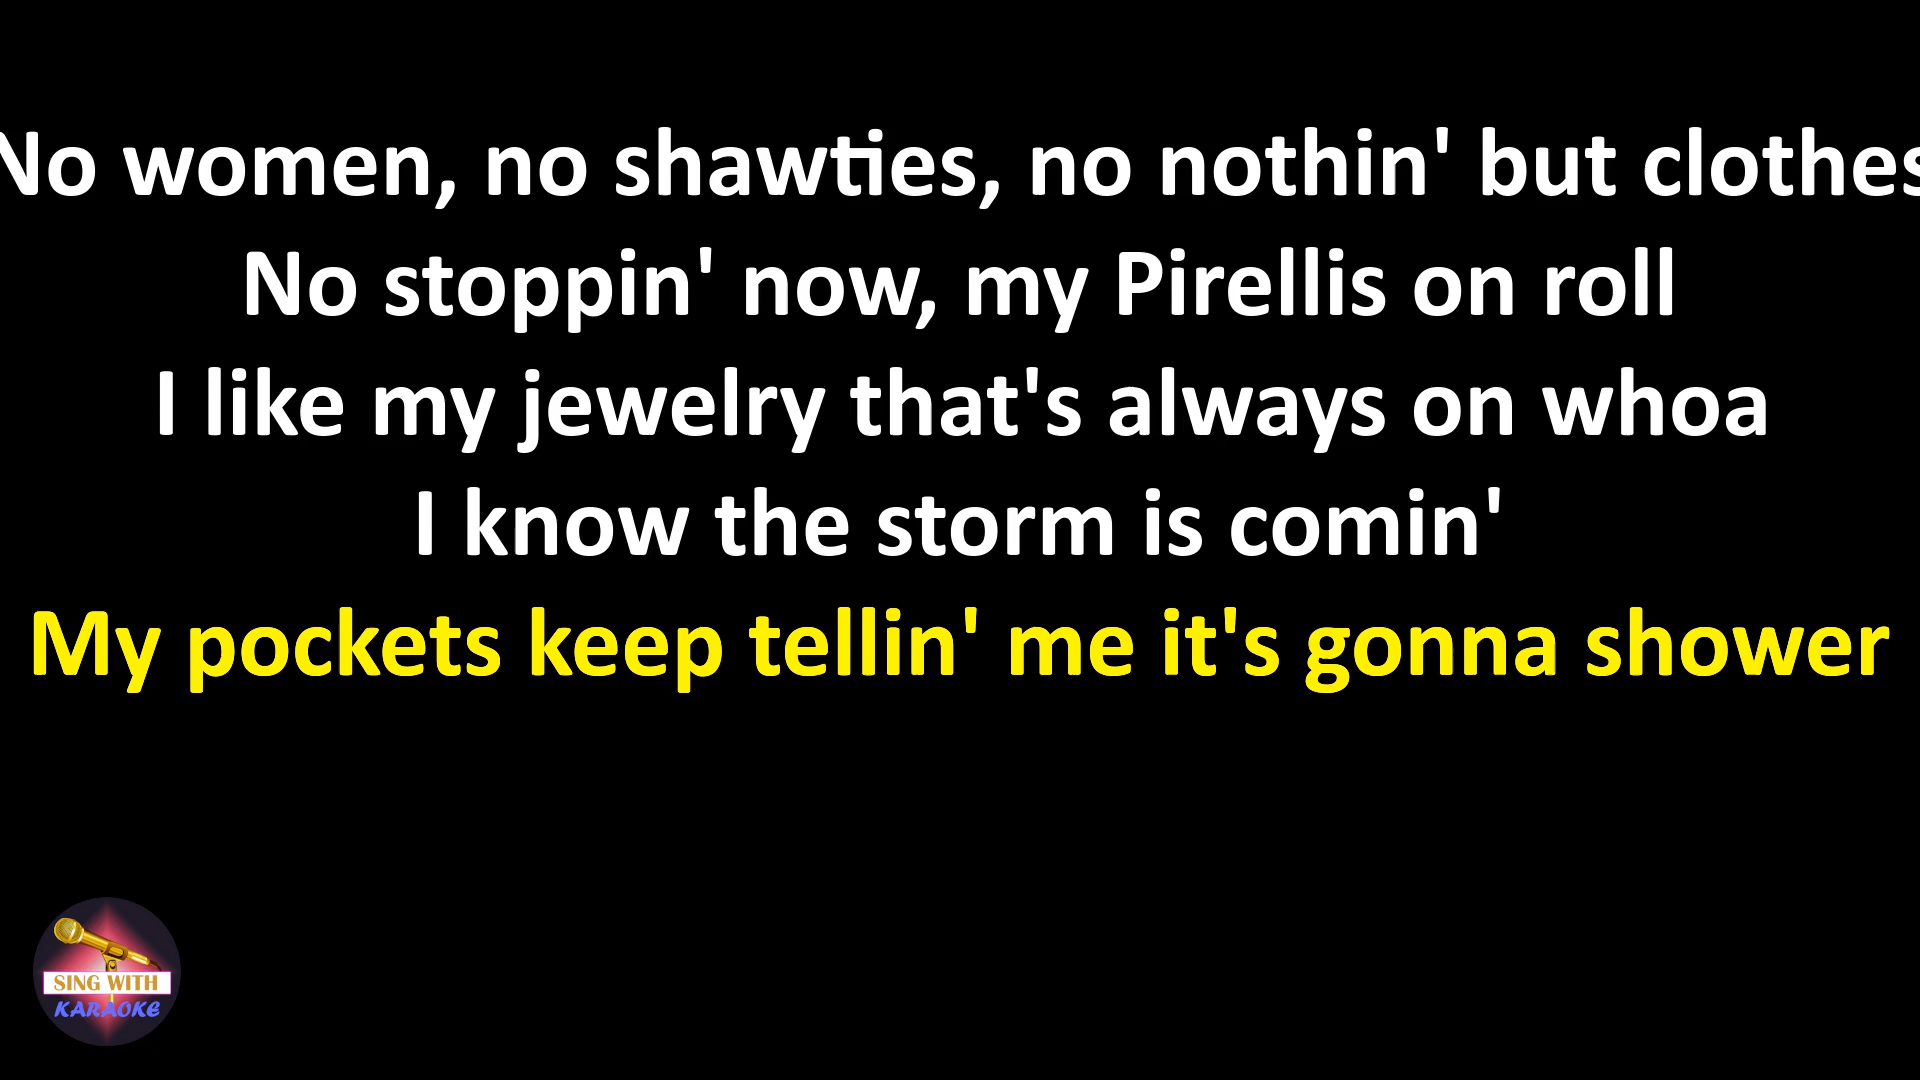 No women, no shawties, no nothin' but clothes
No stoppin' now, my Pirellis on roll
I like my jewelry that's always on whoa
I know the storm is comin'
My pockets keep tellin' me it's gonna shower
SING WITH
KARAOKE